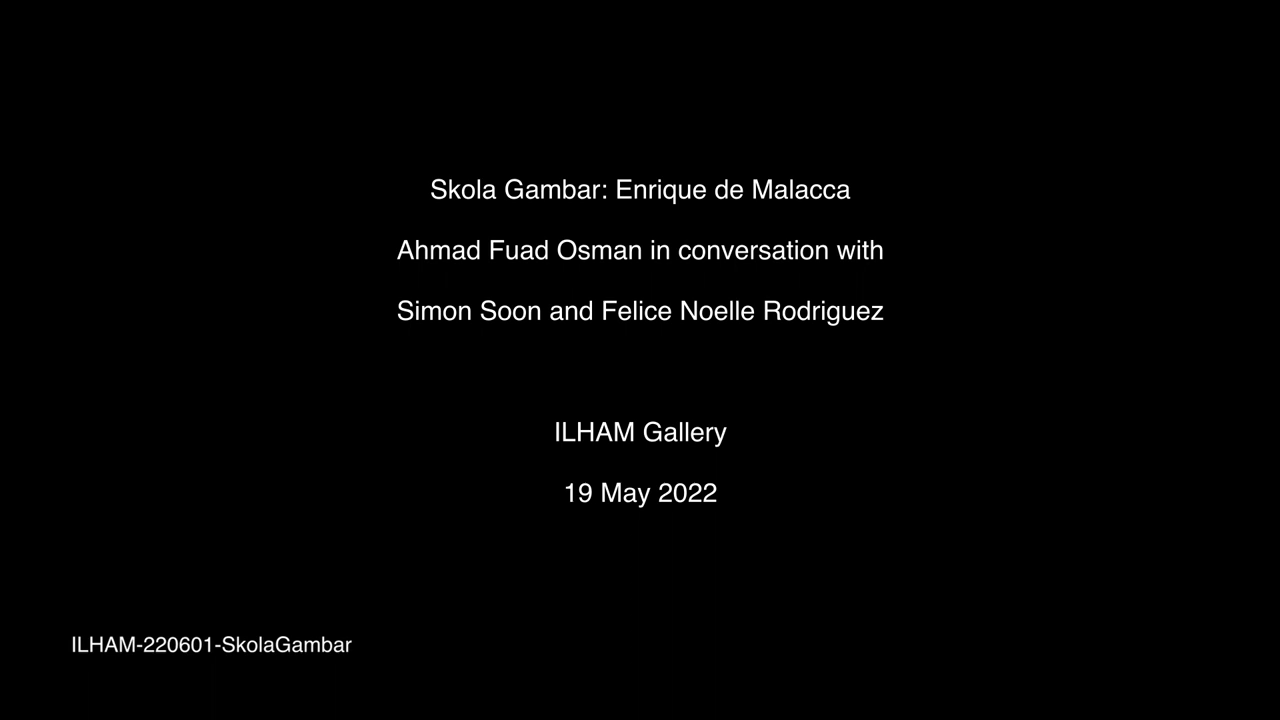 Skola Gambar: Enrique de Malacca
Ahmad Fuad Osman in conversation with
Simon Soon and Felice Noelle Rodriguez
ILHAM Gallery
19 May 2022
ILHAM-220601-SkolaGambar